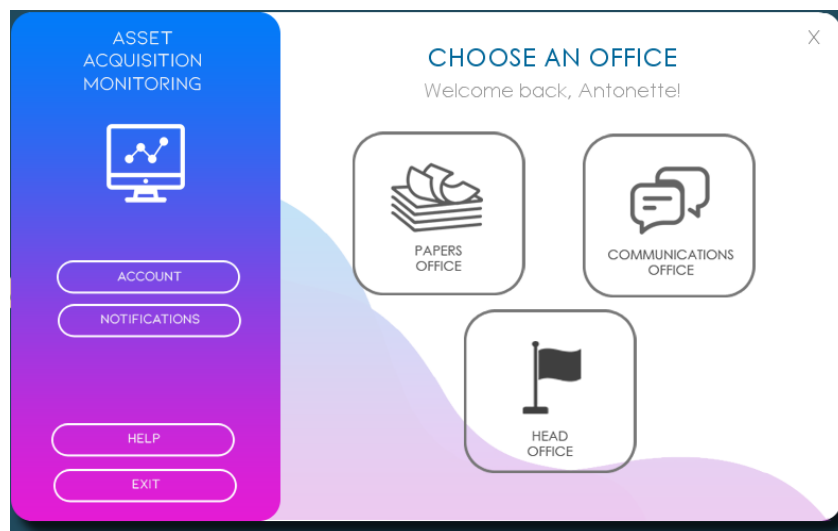 ASSET
ACQUISITION
MONITORING
ACCOUNT
NOTIFICATIONS
HELP
EXIT
X
CHOOSE AN OFFICE
Welcome back, Antonette!
PAPERS
OFFICE
COMMUNICATIONS
OFFICE
HEAD
OFFICE